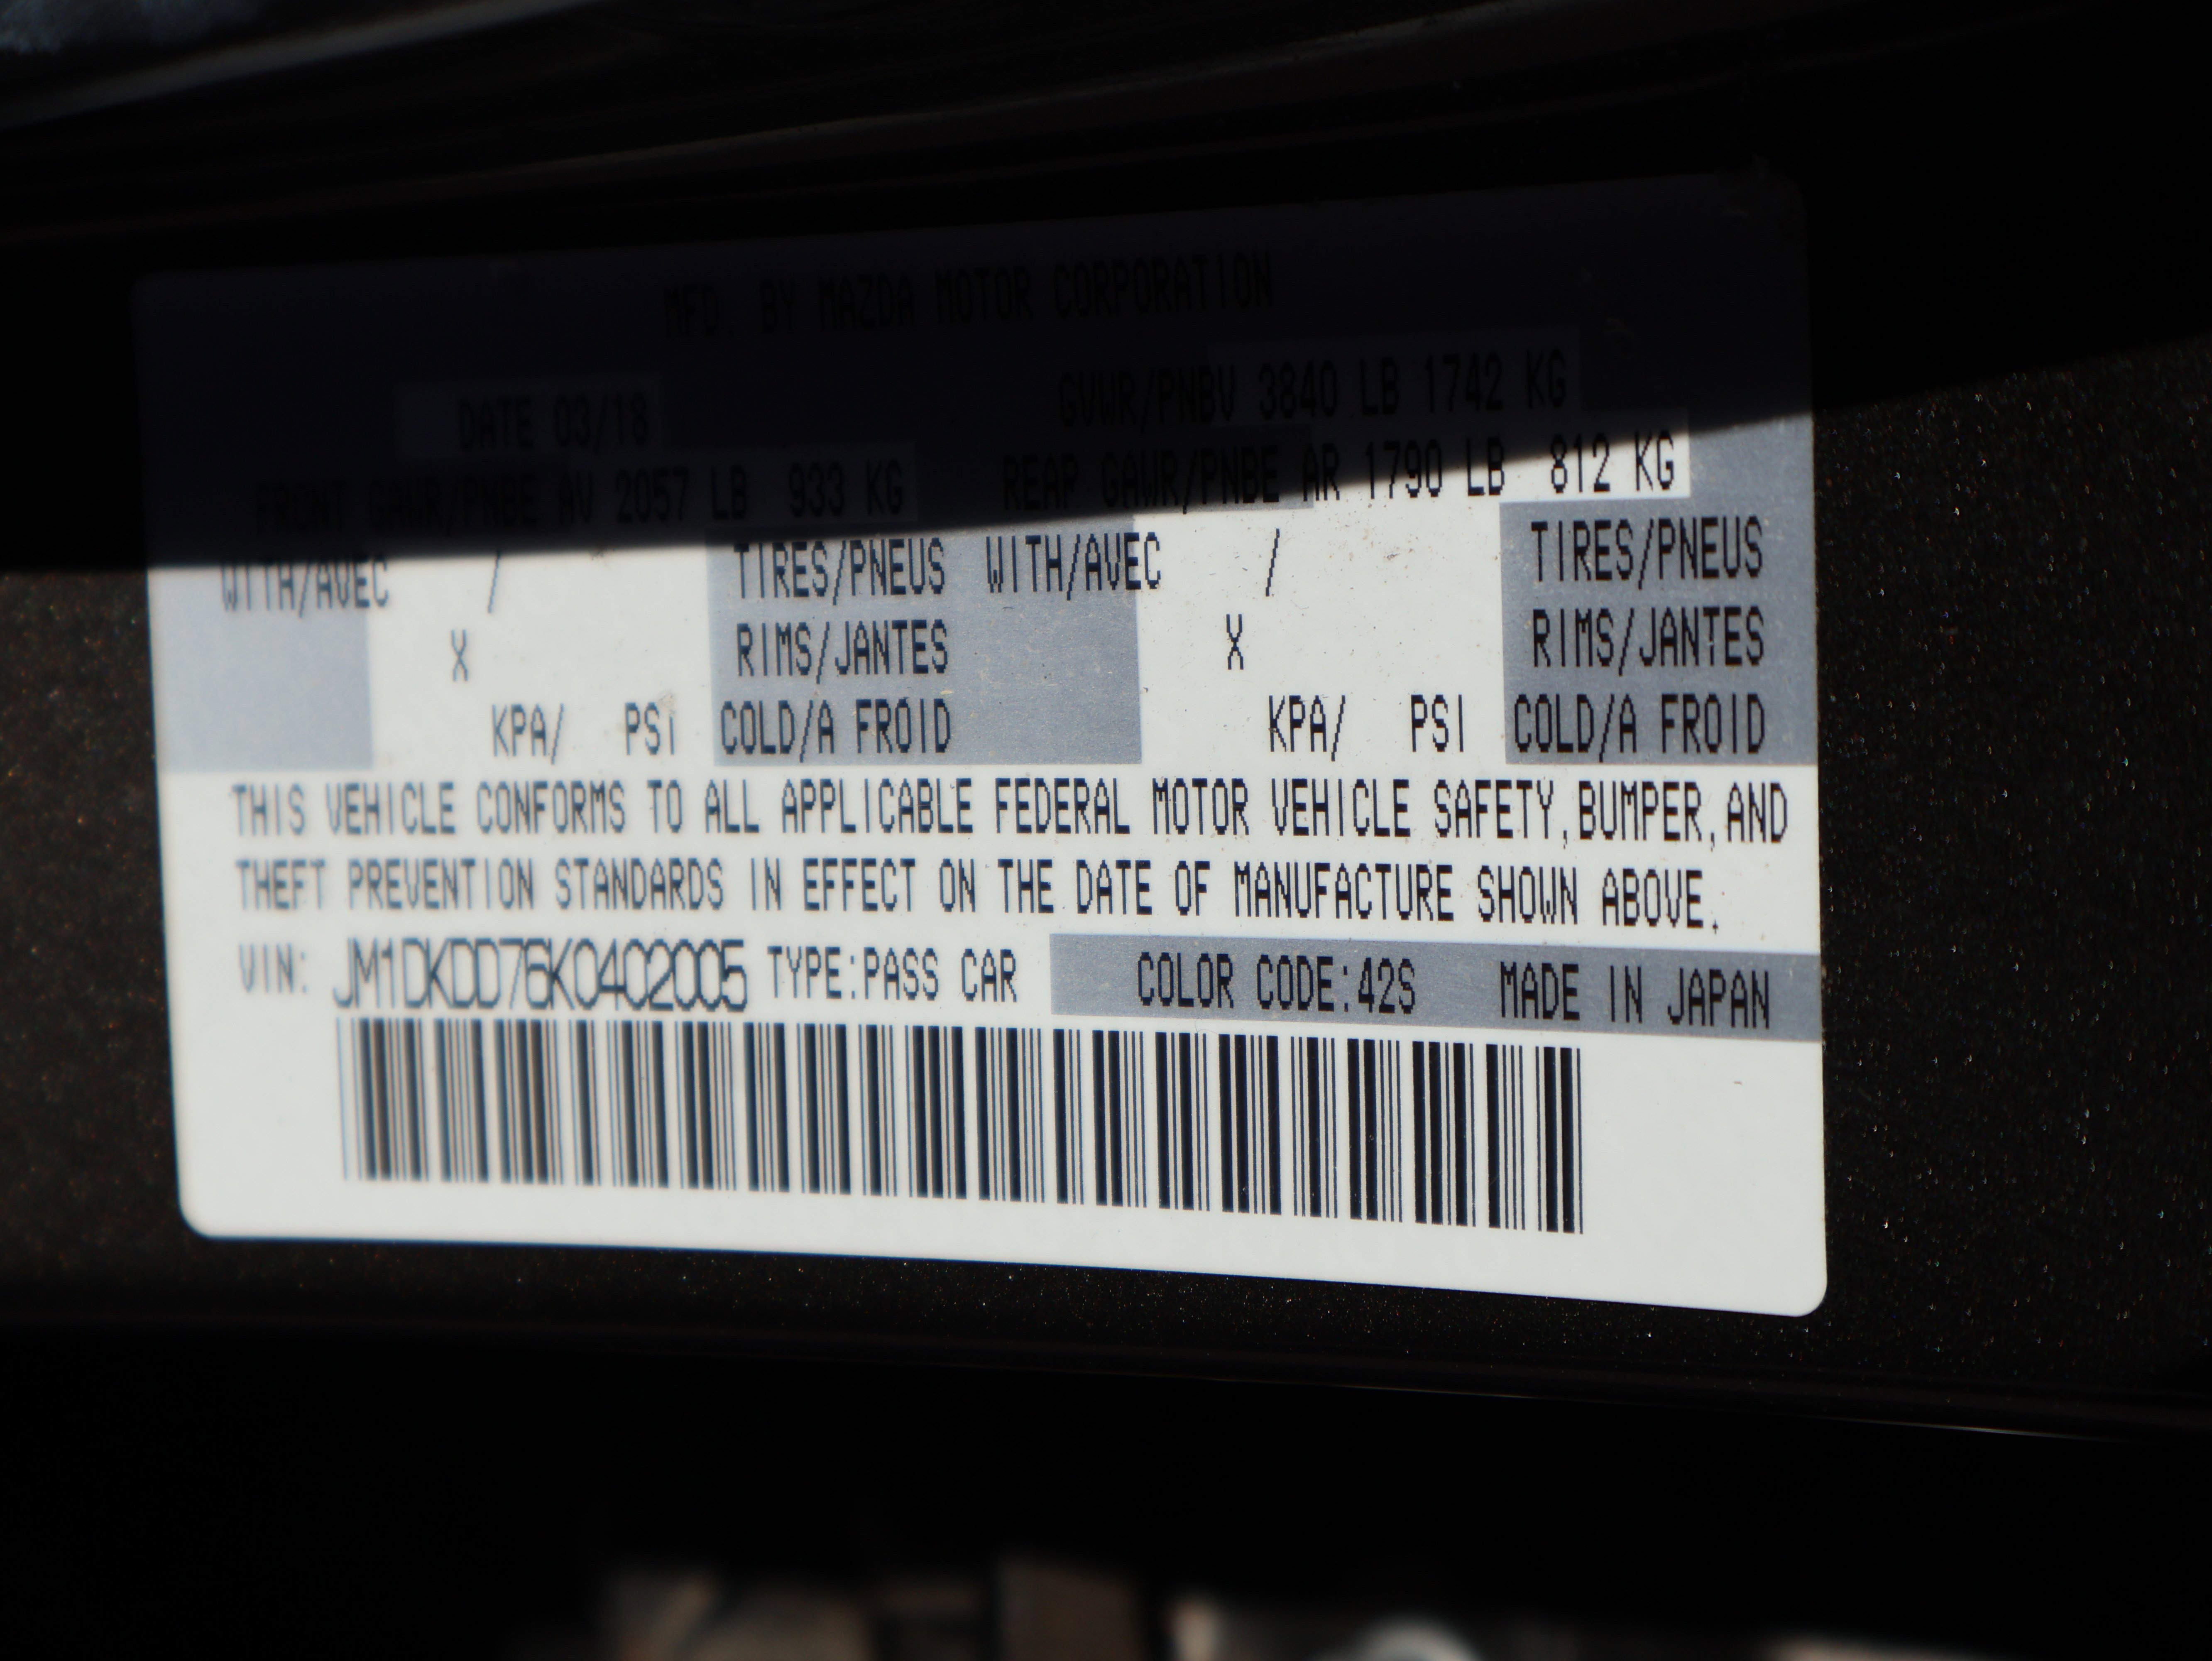 MFD. BY MAZDA MOTOR CORPORATION
DATE 03/18 GVWR/PNBV 3840 LB 1742 KG
FRONT GAWR/PNBE AV 2057 LB 933 KG REAR GAWR/PNBE AR 1790 LB 812 KG
WITH/AVEC / TIRES/PNEUS WITH/AVEC / TIRES/PNEUS
X RIMS/JANTES X RIMS/JANTES
KPA/ PSI COLD/A FROID KPA/ PSI COLD/A FROID
THIS VEHICLE CONFORMS TO ALL APPLICABLE FEDERAL MOTOR VEHICLE SAFETY,BUMPER,AND
THEFT PREVENTION STANDARDS IN EFFECT ON THE DATE OF MANUFACTURE SHOWN ABOVE.
VIN: JM1DKDD76K0402005 TYPE:PASS CAR COLOR CODE:42S MADE IN JAPAN